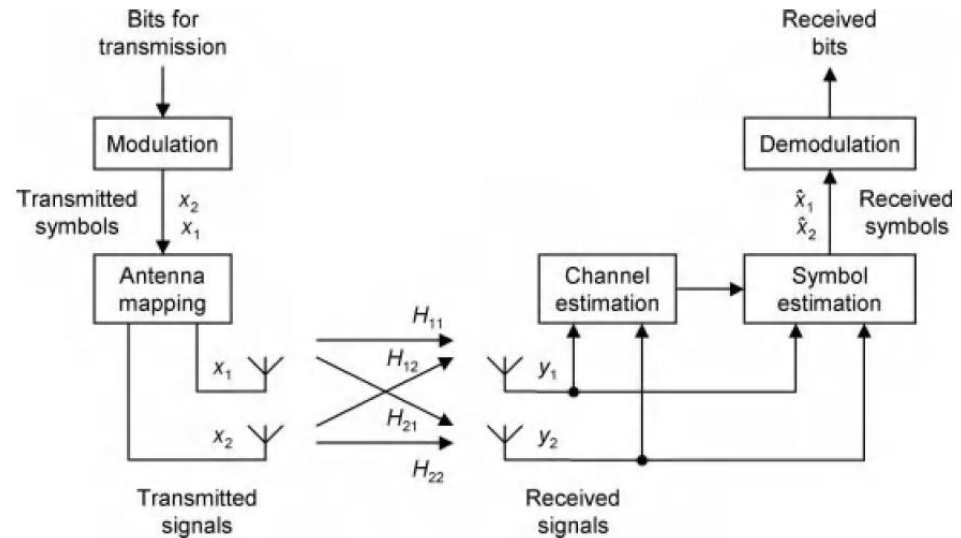 Bits for
transmission
Received
bits
Modulation
Demodulation
Transmitted
symbols
x₂
x₁
x̂₁
x̂₂
Received
symbols
Antenna
mapping
Channel
estimation
Symbol
estimation
H₁₁
x₁
H₁₂
y₁
x₂
H₂₁
y₂
H₂₂
Transmitted
signals
Received
signals